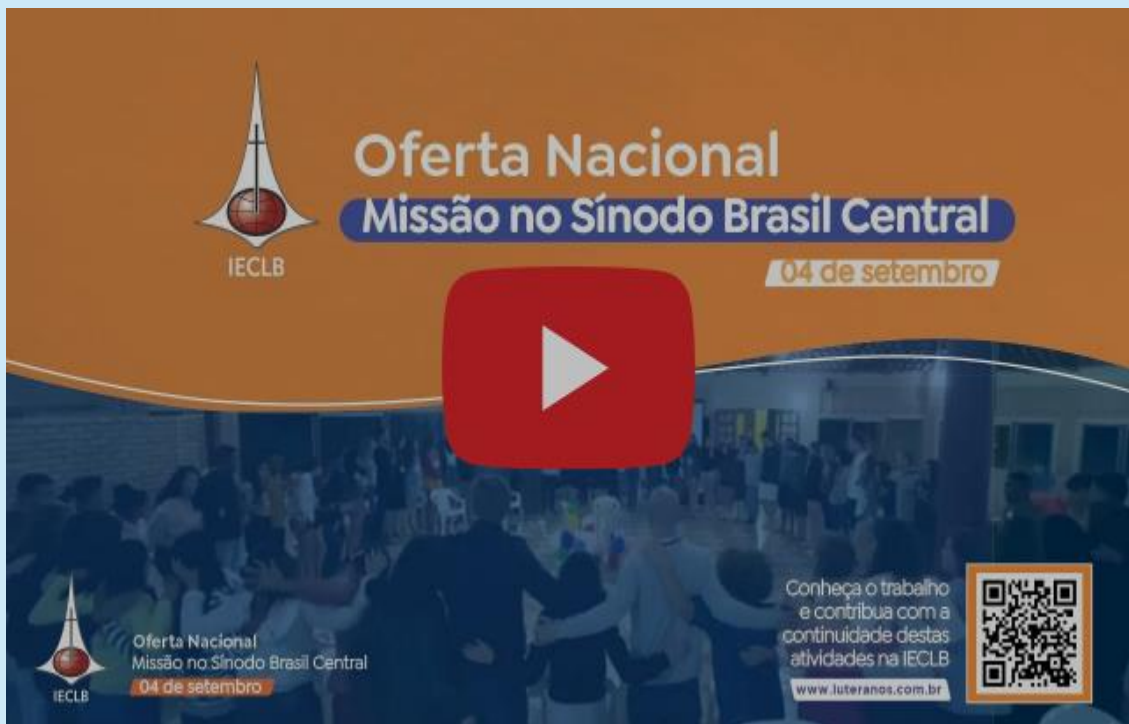 Oferta Nacional
Missão no Sínodo Brasil Central
04 de setembro
IECLB
Conheça o trabalho
e contribua com a
continuidade destas
atividades na IECLB
www.luteranos.com.br
Oferta Nacional
Missão no Sínodo Brasil Central
04 de setembro
IECLB